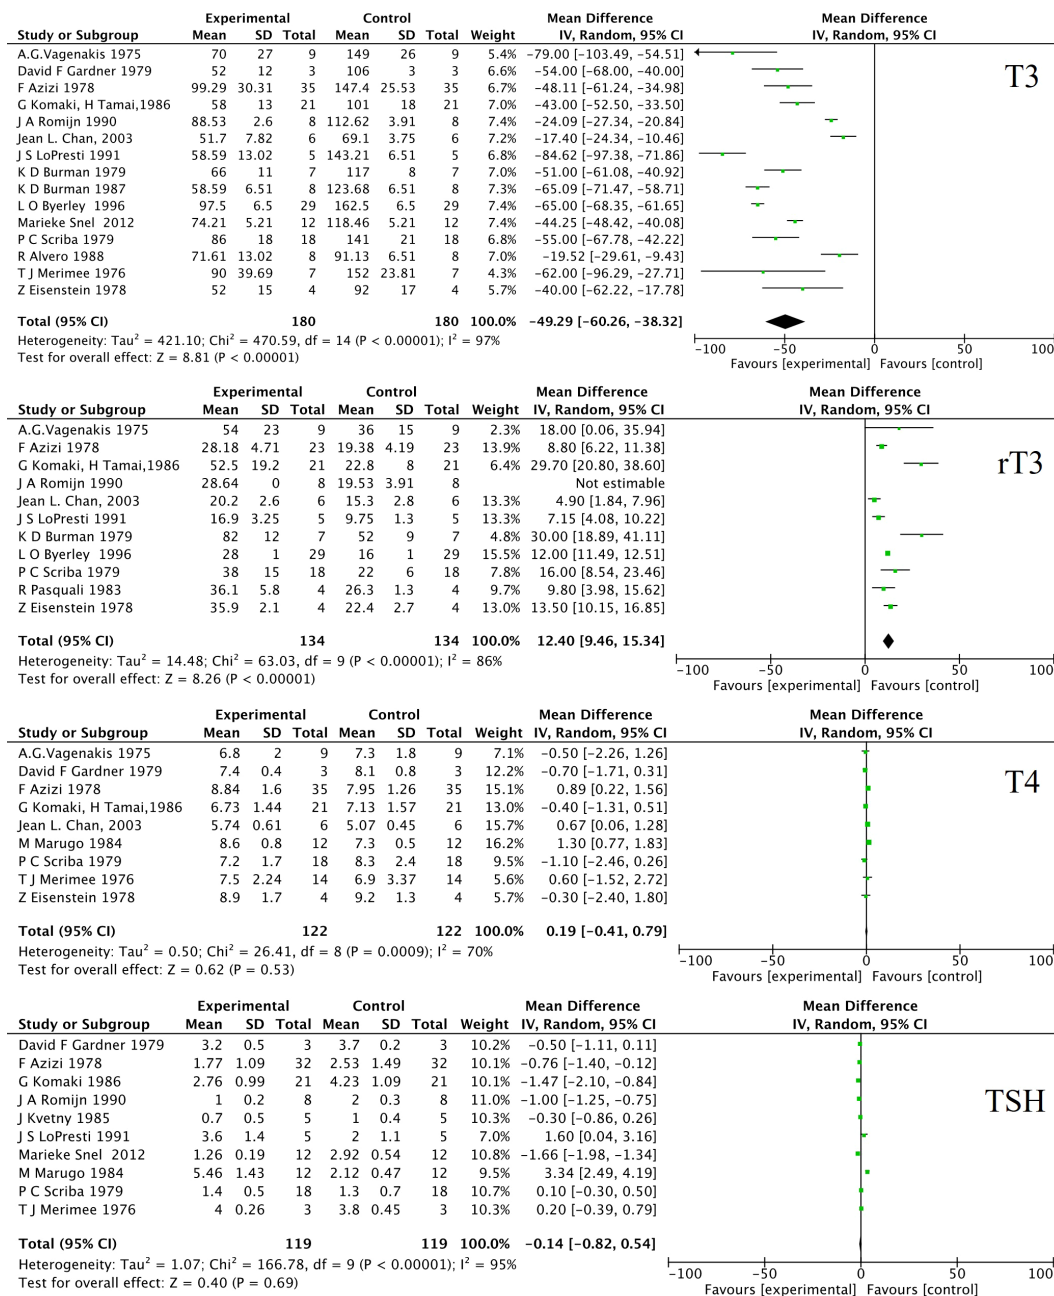 Experimental Control Mean Difference Mean Difference
Study or Subgroup Mean SD Total Mean SD Total Weight IV, Random, 95% CI IV, Random, 95% CI
A.G.Vagenakis 1975 70 27 9 149 26 9 5.4% -79.00 [-103.49, -54.51]
David F Gardner 1979 52 12 3 106 3 3 6.6% -54.00 [-68.00, -40.00]
T3
F Azizi 1978 99.29 30.31 35 147.4 25.53 35 6.7% -48.11 [-61.24, -34.98]
G Komaki, H Tamai,1986 58 13 21 101 18 21 7.0% -43.00 [-52.50, -33.50]
J A Romijn 1990 88.53 2.6 8 112.62 3.91 8 7.4% -24.09 [-27.34, -20.84]
Jean L. Chan, 2003 51.7 7.82 6 69.1 3.75 6 7.2% -17.40 [-24.34, -10.46]
J S LoPresti 1991 58.59 13.02 5 143.21 6.51 5 6.8% -84.62 [-97.38, -71.86]
K D Burman 1979 66 11 7 117 8 7 7.0% -51.00 [-61.08, -40.92]
K D Burman 1987 58.59 6.51 8 123.68 6.51 8 7.3% -65.09 [-71.47, -58.71]
L O Byerley 1996 97.5 6.5 29 162.5 6.5 29 7.4% -65.00 [-68.35, -61.65]
Marieke Snel 2012 74.21 5.21 12 118.46 5.21 12 7.4% -44.25 [-48.42, -40.08]
P C Scriba 1979 86 18 18 141 21 18 6.8% -55.00 [-67.78, -42.22]
R Alvero 1988 71.61 13.02 8 91.13 6.51 8 7.0% -19.52 [-29.61, -9.43]
T J Merimee 1976 90 39.69 7 152 23.81 7 4.3% -62.00 [-96.29, -27.71]
Z Eisenstein 1978 52 15 4 92 17 4 5.7% -40.00 [-62.22, -17.78]
Total (95% CI) 180 180 100.0% -49.29 [-60.26, -38.32]
Heterogeneity: Tau² = 421.10; Chi² = 470.59, df = 14 (P < 0.00001); I² = 97%
Test for overall effect: Z = 8.81 (P < 0.00001)
-100 -50 0 50 100
Favours [experimental] Favours [control]
Experimental Control Mean Difference Mean Difference
Study or Subgroup Mean SD Total Mean SD Total Weight IV, Random, 95% CI IV, Random, 95% CI
A.G.Vagenakis 1975 54 23 9 36 15 9 2.3% 18.00 [0.06, 35.94]
F Azizi 1978 28.18 4.71 23 19.38 4.19 23 13.9% 8.80 [6.22, 11.38]
G Komaki, H Tamai,1986 52.5 19.2 21 22.8 8 21 6.4% 29.70 [20.80, 38.60]
rT3
J A Romijn 1990 28.64 0 8 19.53 3.91 8 Not estimable
Jean L. Chan, 2003 20.2 2.6 6 15.3 2.8 6 13.3% 4.90 [1.84, 7.96]
J S LoPresti 1991 16.9 3.25 5 9.75 1.3 5 13.3% 7.15 [4.08, 10.22]
K D Burman 1979 82 12 7 52 9 7 4.8% 30.00 [18.89, 41.11]
L O Byerley 1996 28 1 29 16 1 29 15.5% 12.00 [11.49, 12.51]
P C Scriba 1979 38 15 18 22 6 18 7.8% 16.00 [8.54, 23.46]
R Pasquali 1983 36.1 5.8 4 26.3 1.3 4 9.7% 9.80 [3.98, 15.62]
Z Eisenstein 1978 35.9 2.1 4 22.4 2.7 4 13.0% 13.50 [10.15, 16.85]
Total (95% CI) 134 134 100.0% 12.40 [9.46, 15.34]
Heterogeneity: Tau² = 14.48; Chi² = 63.03, df = 9 (P < 0.00001); I² = 86%
Test for overall effect: Z = 8.26 (P < 0.00001)
-100 -50 0 50 100
Favours [experimental] Favours [control]
Experimental Control Mean Difference Mean Difference
Study or Subgroup Mean SD Total Mean SD Total Weight IV, Random, 95% CI IV, Random, 95% CI
A.G.Vagenakis 1975 6.8 2 9 7.3 1.8 9 7.1% -0.50 [-2.26, 1.26]
David F Gardner 1979 7.4 0.4 3 8.1 0.8 3 12.2% -0.70 [-1.71, 0.31]
T4
F Azizi 1978 8.84 1.6 35 7.95 1.26 35 15.1% 0.89 [0.22, 1.56]
G Komaki, H Tamai,1986 6.73 1.44 21 7.13 1.57 21 13.0% -0.40 [-1.31, 0.51]
Jean L. Chan, 2003 5.74 0.61 6 5.07 0.45 6 15.7% 0.67 [0.06, 1.28]
M Marugo 1984 8.6 0.8 12 7.3 0.5 12 16.2% 1.30 [0.77, 1.83]
P C Scriba 1979 7.2 1.7 18 8.3 2.4 18 9.5% -1.10 [-2.46, 0.26]
T J Merimee 1976 7.5 2.24 14 6.9 3.37 14 5.6% 0.60 [-1.52, 2.72]
Z Eisenstein 1978 8.9 1.7 4 9.2 1.3 4 5.7% -0.30 [-2.40, 1.80]
Total (95% CI) 122 122 100.0% 0.19 [-0.41, 0.79]
Heterogeneity: Tau² = 0.50; Chi² = 26.41, df = 8 (P = 0.0009); I² = 70%
Test for overall effect: Z = 0.62 (P = 0.53)
-100 -50 0 50 100
Favours [experimental] Favours [control]
Experimental Control Mean Difference Mean Difference
Study or Subgroup Mean SD Total Mean SD Total Weight IV, Random, 95% CI IV, Random, 95% CI
David F Gardner 1979 3.2 0.5 3 3.7 0.2 3 10.2% -0.50 [-1.11, 0.11]
F Azizi 1978 1.77 1.09 32 2.53 1.49 32 10.1% -0.76 [-1.40, -0.12]
G Komaki 1986 2.76 0.99 21 4.23 1.09 21 10.1% -1.47 [-2.10, -0.84]
J A Romijn 1990 1 0.2 8 2 0.3 8 11.0% -1.00 [-1.25, -0.75]
TSH
J Kvetny 1985 0.7 0.5 5 1 0.4 5 10.4% -0.30 [-0.86, 0.26]
J S LoPresti 1991 3.6 1.4 5 2 1.1 5 7.0% 1.60 [0.04, 3.16]
Marieke Snel 2012 1.26 0.19 12 2.92 0.54 12 10.8% -1.66 [-1.98, -1.34]
M Marugo 1984 5.46 1.43 12 2.12 0.47 12 9.5% 3.34 [2.49, 4.19]
P C Scriba 1979 1.4 0.5 18 1.3 0.7 18 10.7% 0.10 [-0.30, 0.50]
T J Merimee 1976 4 0.26 3 3.8 0.45 3 10.3% 0.20 [-0.39, 0.79]
Total (95% CI) 119 119 100.0% -0.14 [-0.82, 0.54]
Heterogeneity: Tau² = 1.07; Chi² = 166.78, df = 9 (P < 0.00001); I² = 95%
Test for overall effect: Z = 0.40 (P = 0.69)
-100 -50 0 50 100
Favours [experimental] Favours [control]